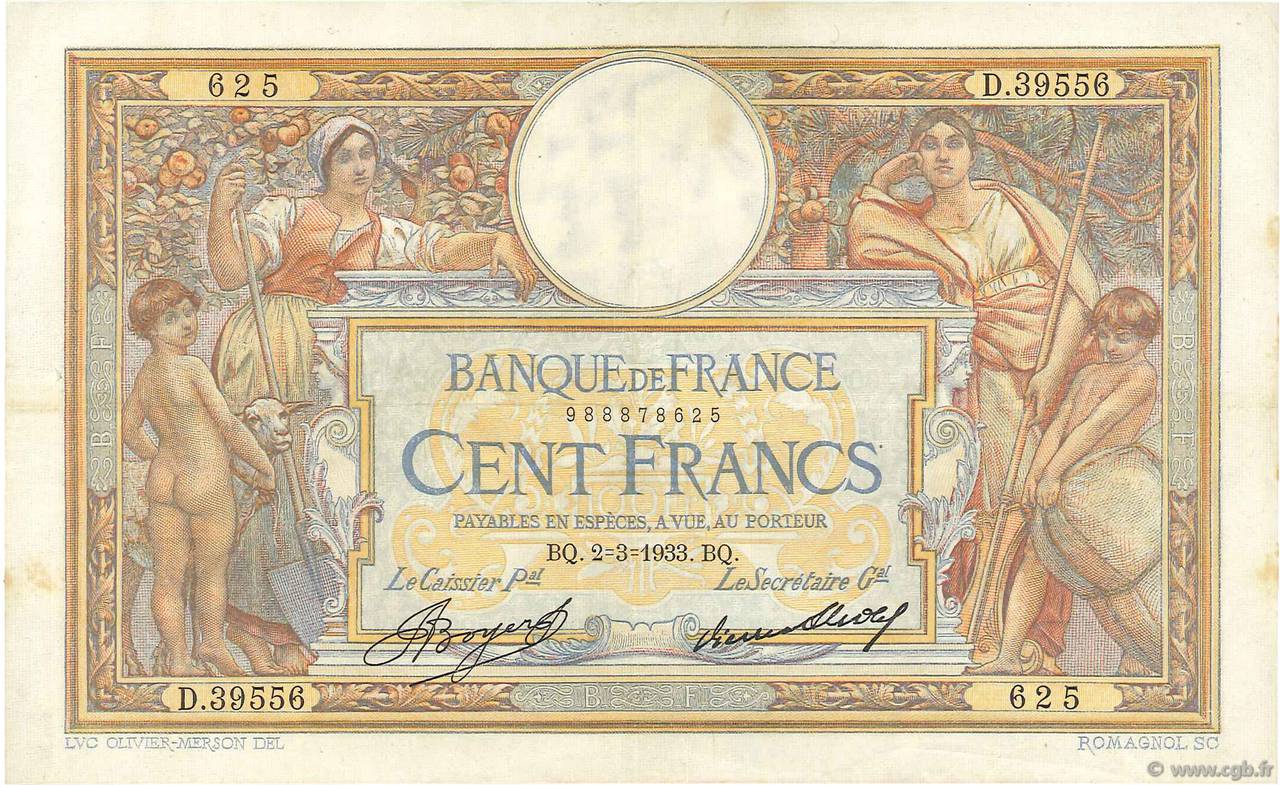 625 D.39556
B F
B F
BANQUE DE FRANCE
988878625
CENT FRANCS
PAYABLES EN ESPÈCES, A VUE, AU PORTEUR
BQ. 2=3=1933. BQ.
Le Caissier Pal Le Secrétaire Gal
A Boyer
D.39556 B F 625
LVC OLIVIER-MERSON DEL ROMAGNOL SC
© www.cgb.fr